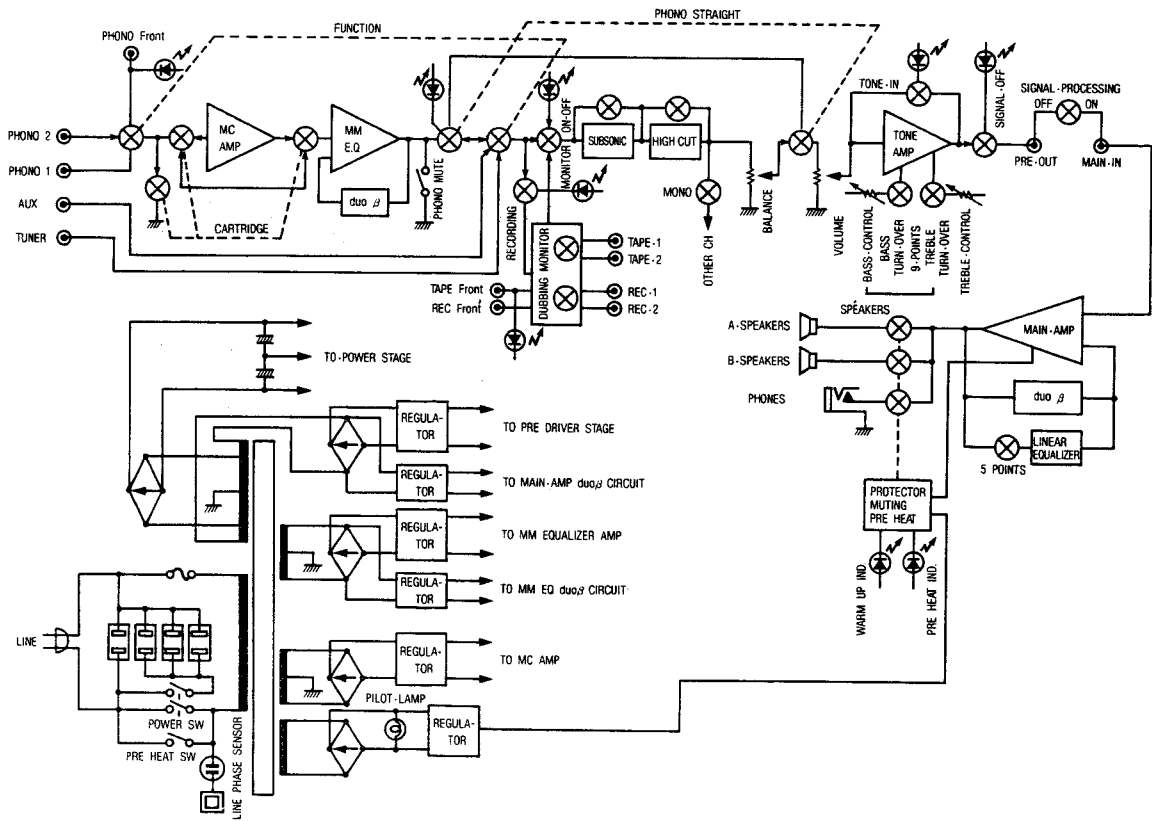 PHONO STRAIGHT
FUNCTION
PHONO Front
PHONO 2
PHONO 1
AUX
TUNER
MC
AMP
MM
E.Q
duo β
CARTRIDGE
PHONO MUTE
RECORDING
MONITOR
ON-OFF
SUBSONIC
HIGH CUT
MONO
OTHER CH
BALANCE
VOLUME
TONE-IN
TONE
AMP
SIGNAL-OFF
SIGNAL-PROCESSING
OFF
ON
PRE-OUT
MAIN-IN
BASS-CONTROL
BASS
TURN-OVER
9-POINTS
TREBLE
TURN-OVER
TREBLE-CONTROL
DUBBING MONITOR
TAPE-1
TAPE-2
REC-1
REC-2
TAPE Front
REC Front
SPEAKERS
A-SPEAKERS
B-SPEAKERS
PHONES
MAIN-AMP
duo β
LINEAR
EQUALIZER
5 POINTS
PROTECTOR
MUTING
PRE HEAT
WARM UP IND.
PRE HEAT IND.
TO-POWER STAGE
REGULA-
TOR
TO PRE DRIVER STAGE
REGULA-
TOR
TO MAIN-AMP duoβ CIRCUIT
REGULA-
TOR
TO MM EQUALIZER AMP
REGULA-
TOR
TO MM EQ duoβ CIRCUIT
REGULA-
TOR
TO MC AMP
PILOT-LAMP
REGULA-
TOR
LINE
POWER SW
PRE HEAT SW
LINE PHASE SENSOR